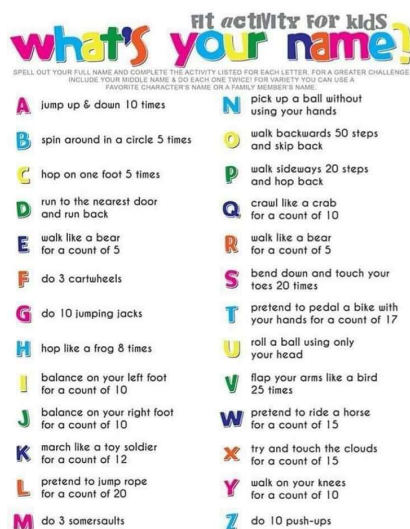 Fit activity for kids
what's your name?
SPELL OUT YOUR FULL NAME AND COMPLETE THE ACTIVITY LISTED FOR EACH LETTER. FOR A GREATER CHALLENGE
INCLUDE YOUR MIDDLE NAME & DO EACH ONE TWICE! FOR VARIETY YOU CAN USE A
FAVORITE CHARACTER'S NAME OR A FAMILY MEMBER'S NAME.
A jump up & down 10 times
B spin around in a circle 5 times
C hop on one foot 5 times
D run to the nearest door
and run back
E walk like a bear
for a count of 5
F do 3 cartwheels
G do 10 jumping jacks
H hop like a frog 8 times
I balance on your left foot
for a count of 10
J balance on your right foot
for a count of 10
K march like a toy soldier
for a count of 12
L pretend to jump rope
for a count of 20
M do 3 somersaults
N pick up a ball without
using your hands
O walk backwards 50 steps
and skip back
P walk sideways 20 steps
and hop back
Q crawl like a crab
for a count of 10
R walk like a bear
for a count of 5
S bend down and touch your
toes 20 times
T pretend to pedal a bike with
your hands for a count of 17
U roll a ball using only
your head
V flap your arms like a bird
25 times
W pretend to ride a horse
for a count of 15
X try and touch the clouds
for a count of 15
Y walk on your knees
for a count of 10
Z do 10 push-ups